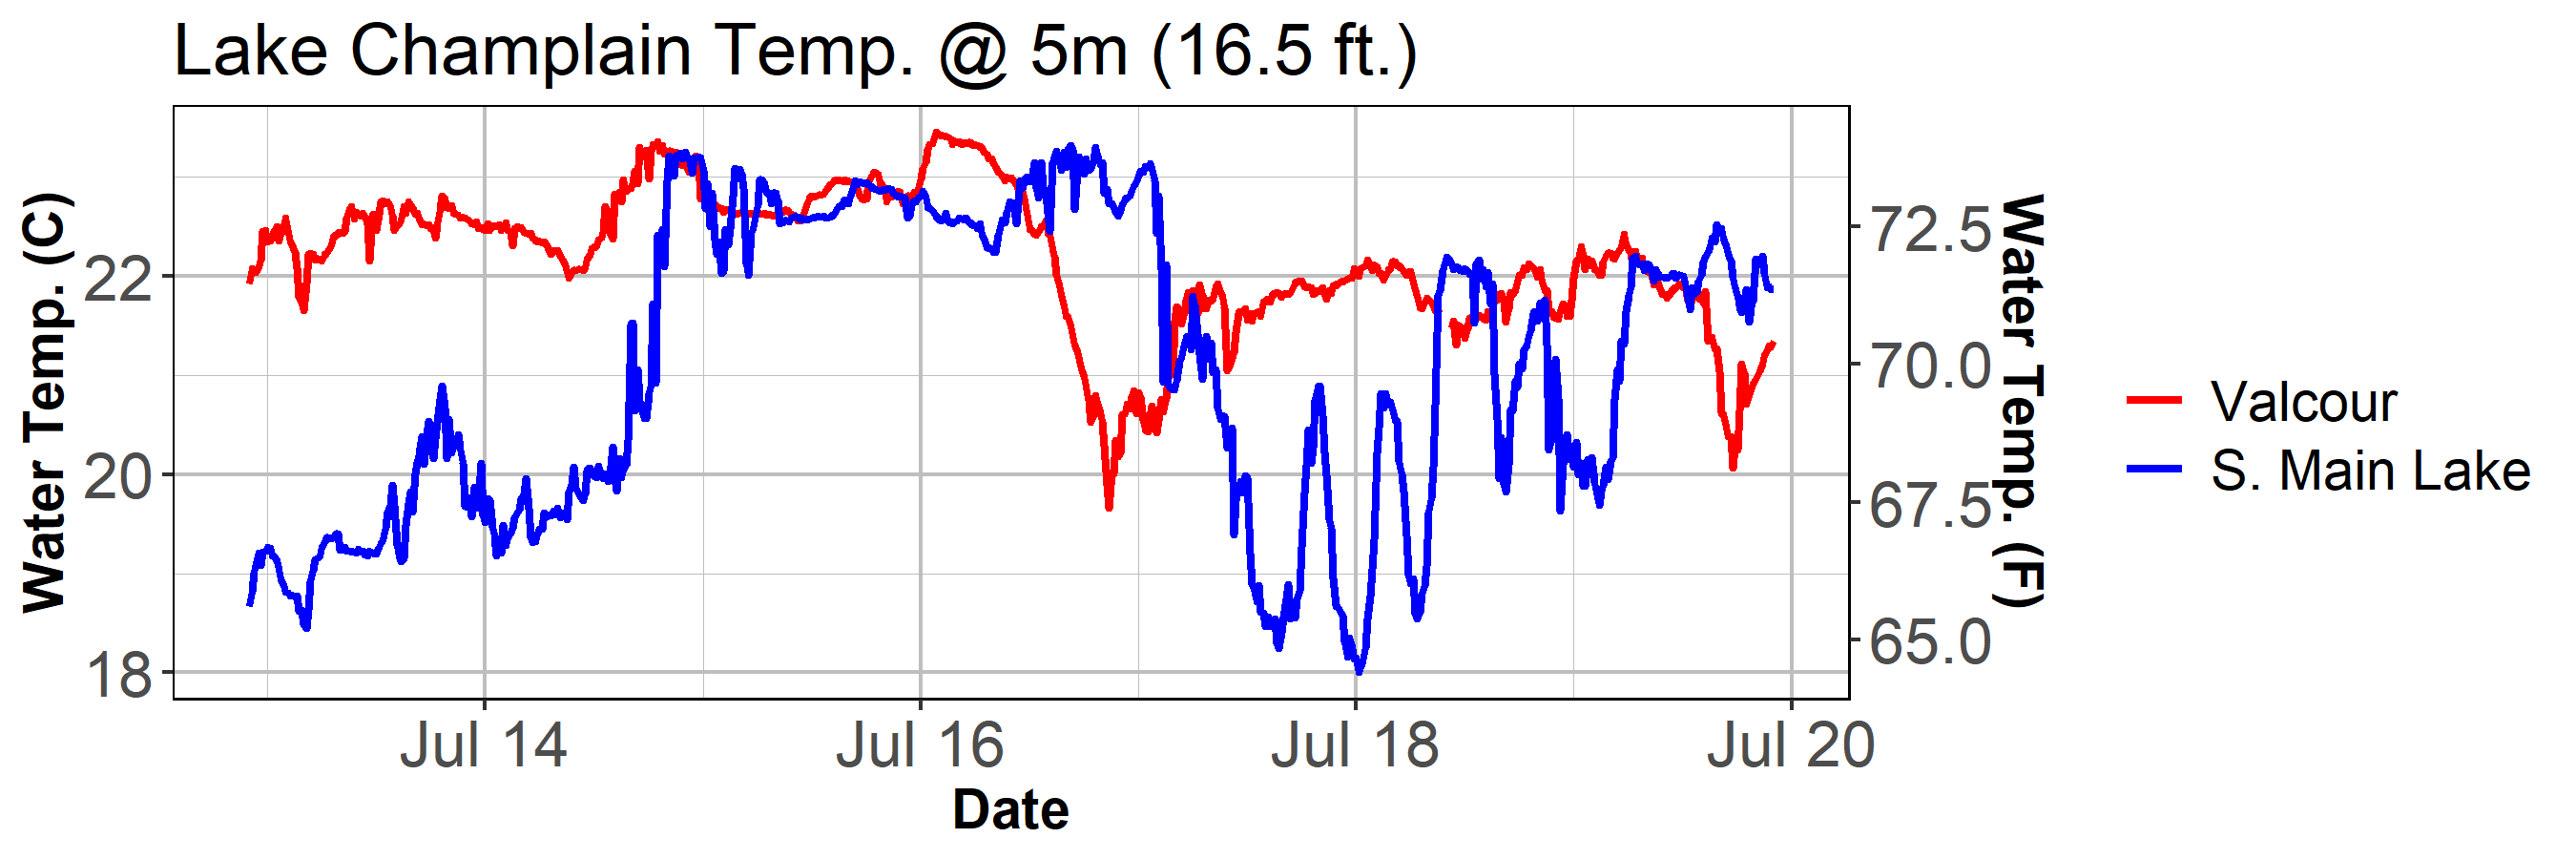 Lake Champlain Temp. @ 5m (16.5 ft.)
Water Temp. (C)
22
20
18
72.5
70.0
67.5
65.0
Water Temp. (F)
Jul 14 Jul 16 Jul 18 Jul 20
Date
Valcour
S. Main Lake